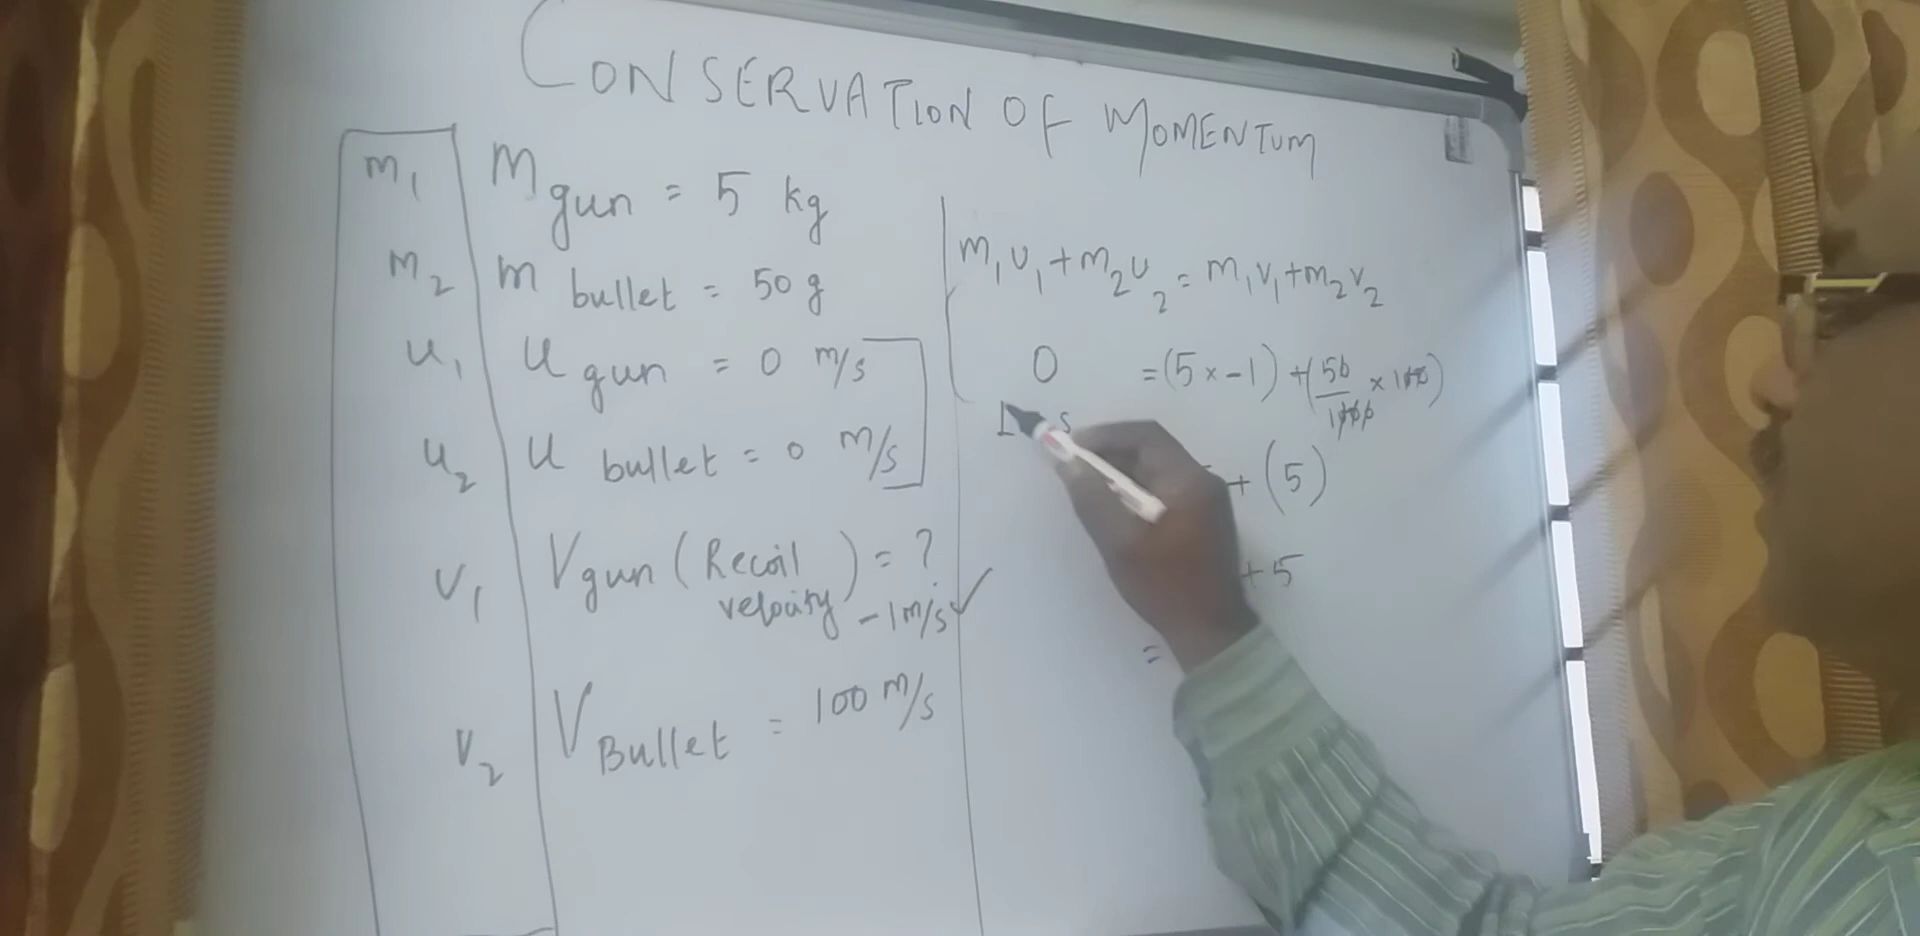 CONSERVATION OF MOMENTUM
m₁ M gun = 5 kg
m₂ m bullet = 50 g
u₁ u gun = 0 m/s
u₂ u bullet = 0 m/s
v₁ V gun (Recoil velocity) = ?
-1 m/s ✓
v₂ V Bullet = 100 m/s
m₁u₁+m₂u₂ = m₁v₁+m₂v₂
0 = (5 × -1) + (50/1000 × 100)
+ (5)
+ 5
=